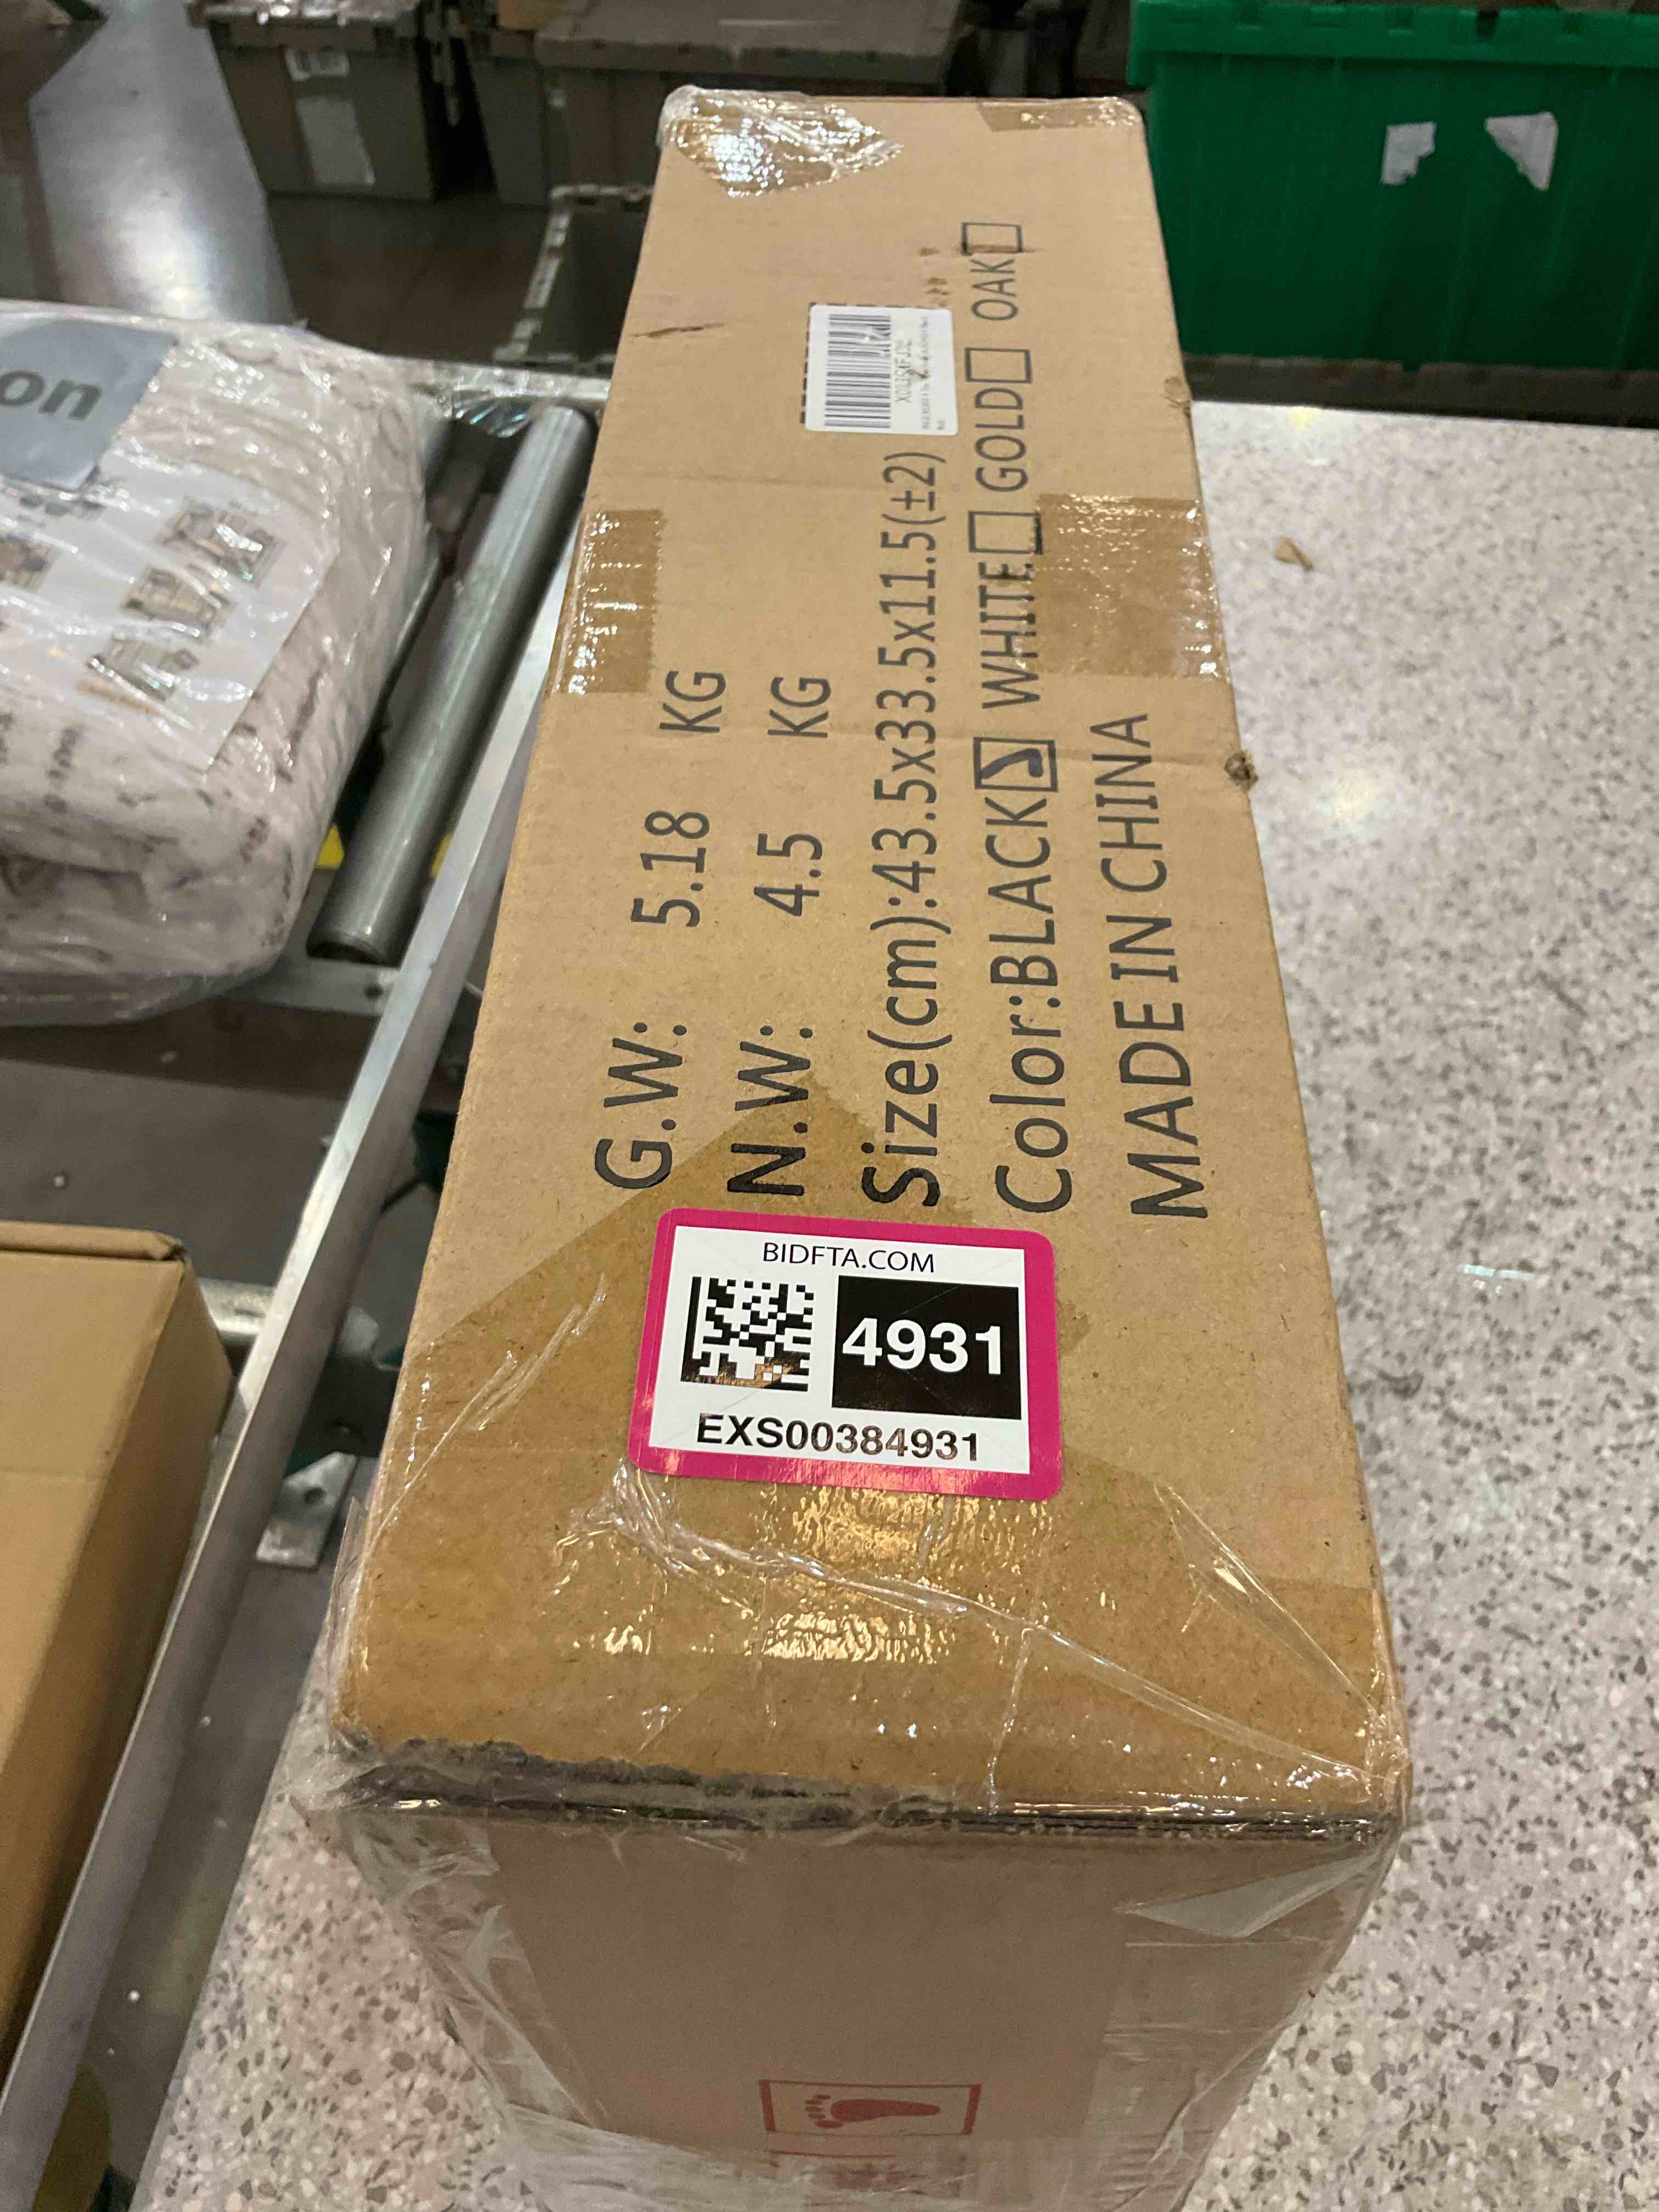 G.W: 5.18 KG
N.W: 4.5 KG
Size(cm):43.5x33.5x11.5(±2)
Color:BLACK☑ WHITE☐ GOLD☐ OAK☐
MADE IN CHINA
BIDFTA.COM
4931
EXS00384931
on